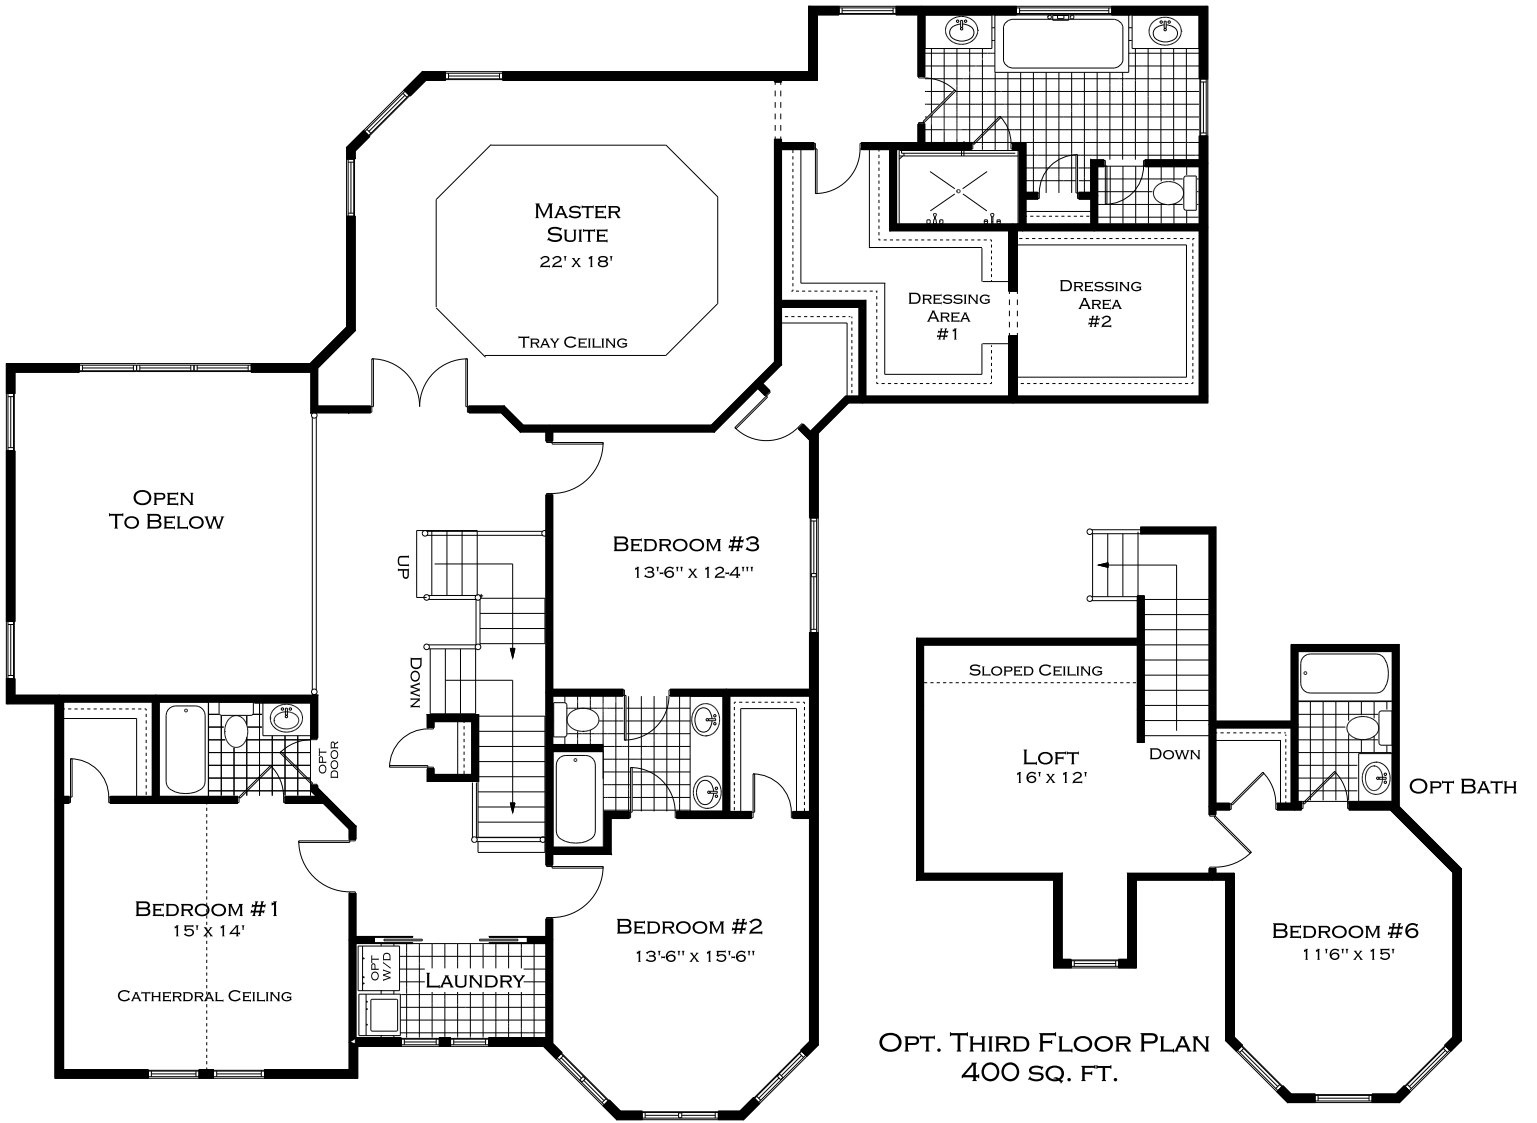 MASTER
SUITE
22' x 18'
TRAY CEILING
DRESSING
AREA
#1
DRESSING
AREA
#2
OPEN
TO BELOW
UP
DOWN
BEDROOM #3
13'-6" x 12-4"'
OPT
DOOR
BEDROOM #1
15' x 14'
CATHERDRAL CEILING
OPT
W/D
LAUNDRY
BEDROOM #2
13'-6" x 15'-6"
SLOPED CEILING
LOFT
16' x 12'
DOWN
OPT BATH
BEDROOM #6
11'6" x 15'
OPT. THIRD FLOOR PLAN
400 SQ. FT.